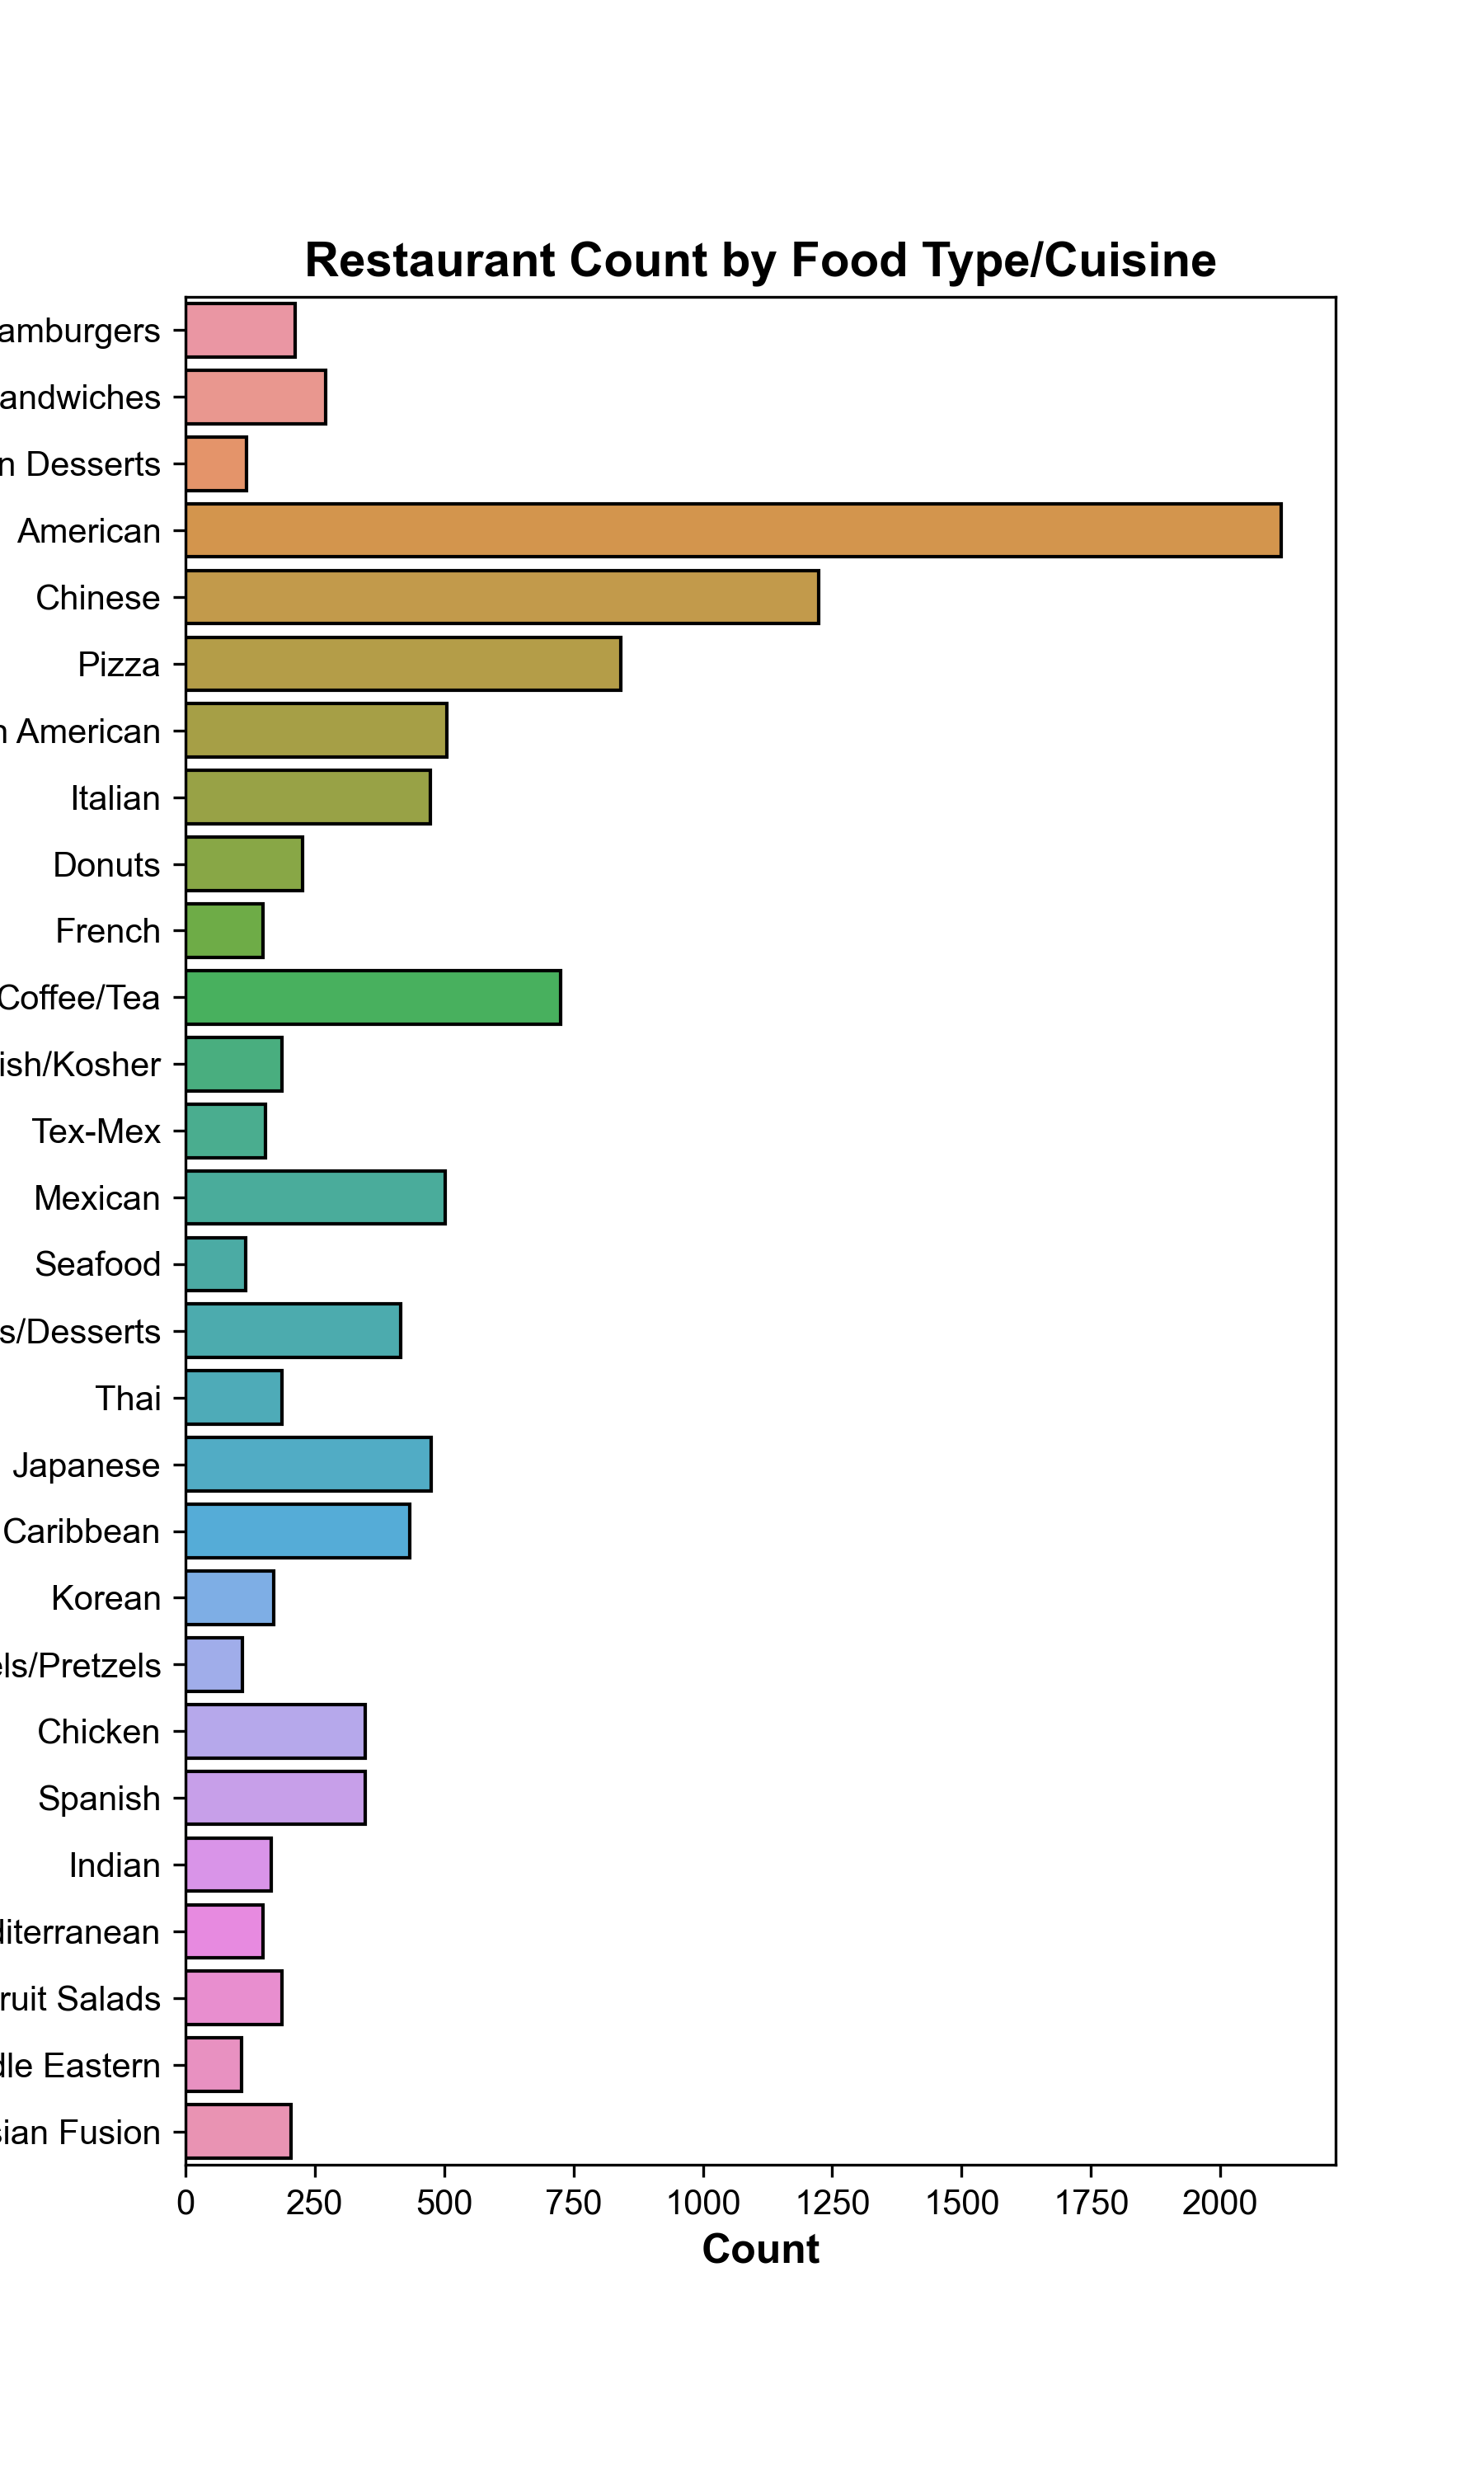 Restaurant Count by Food Type/Cuisine
amburgers
andwiches
n Desserts
American
Chinese
Pizza
n American
Italian
Donuts
French
Coffee/Tea
ish/Kosher
Tex-Mex
Mexican
Seafood
s/Desserts
Thai
Japanese
Caribbean
Korean
els/Pretzels
Chicken
Spanish
Indian
diterranean
ruit Salads
dle Eastern
sian Fusion
0 250 500 750 1000 1250 1500 1750 2000
Count